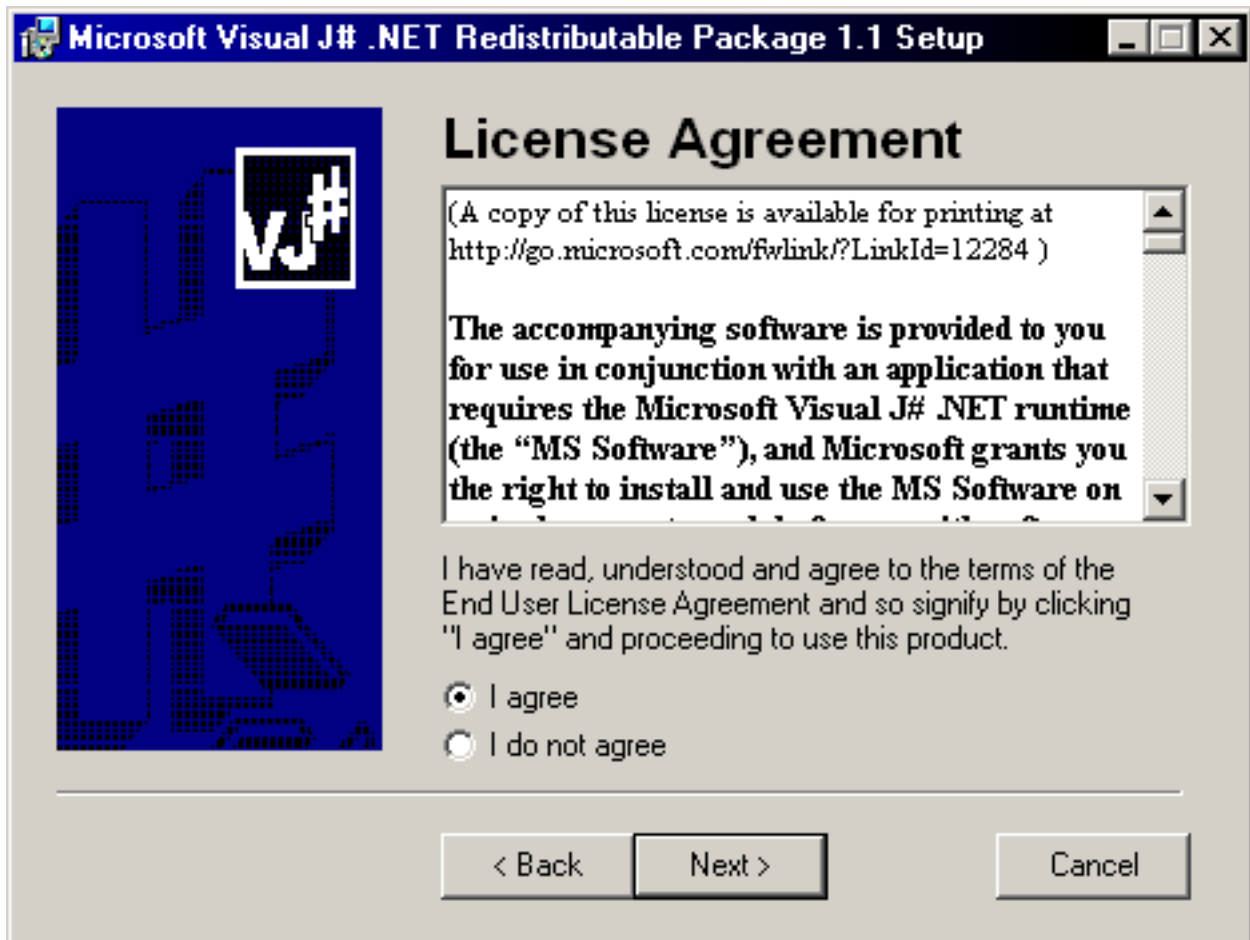 Microsoft Visual J# .NET Redistributable Package 1.1 Setup
VJ#
License Agreement
(A copy of this license is available for printing at
http://go.microsoft.com/fwlink/?LinkId=12284 )
The accompanying software is provided to you
for use in conjunction with an application that
requires the Microsoft Visual J# .NET runtime
(the “MS Software”), and Microsoft grants you
the right to install and use the MS Software on
I have read, understood and agree to the terms of the
End User License Agreement and so signify by clicking
"I agree" and proceeding to use this product.
I agree
I do not agree
< Back
Next >
Cancel